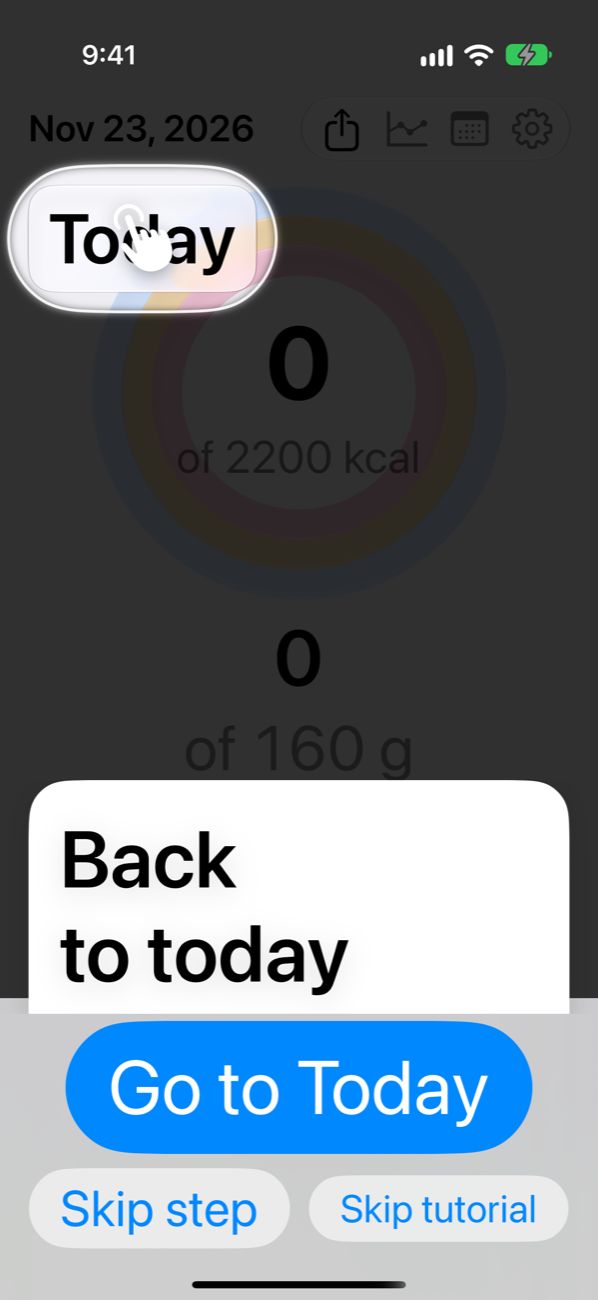 9:41
Nov 23, 2026
Today
0
of 2200 kcal
0
of 160 g
Back
to today
Go to Today
Skip step
Skip tutorial